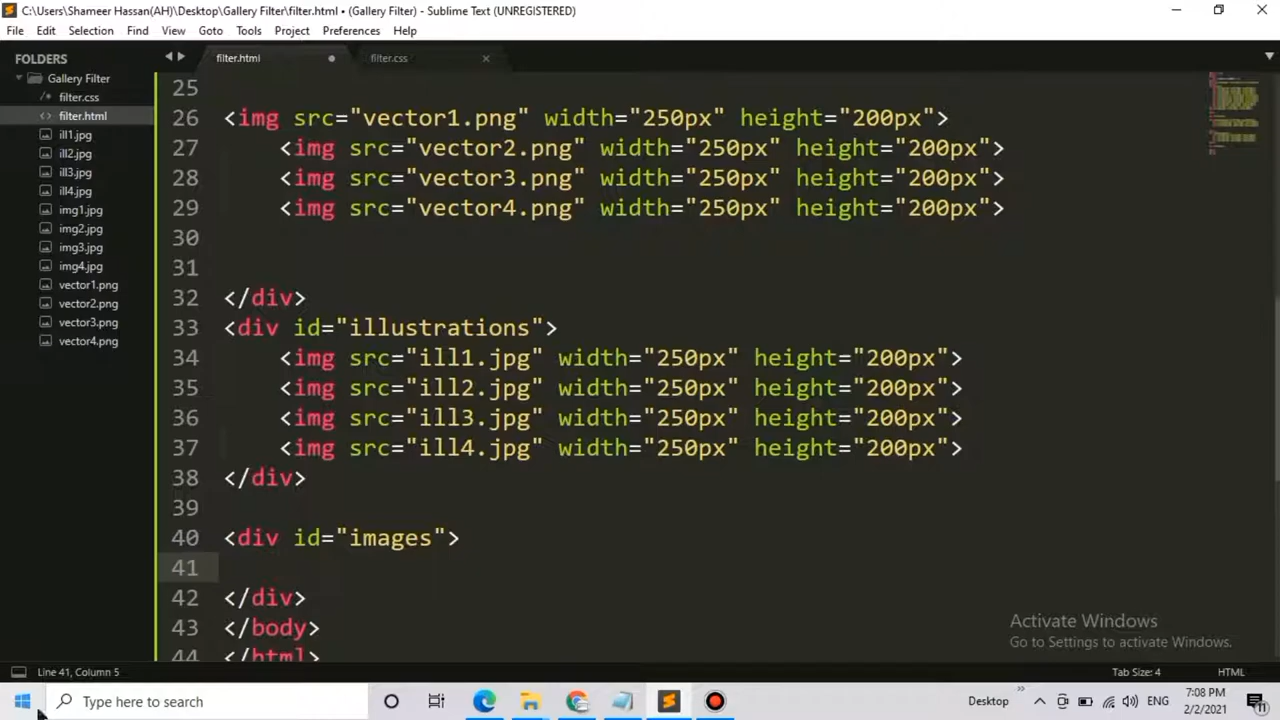 C:\Users\Shameer Hassan(AH)\Desktop\Gallery Filter\filter.html • (Gallery Filter) - Sublime Text (UNREGISTERED)
File Edit Selection Find View Goto Tools Project Preferences Help
FOLDERS
Gallery Filter
filter.css
filter.html
ill1.jpg
ill2.jpg
ill3.jpg
ill4.jpg
img1.jpg
img2.jpg
img3.jpg
img4.jpg
vector1.png
vector2.png
vector3.png
vector4.png
filter.html filter.css
25
26 <img src="vector1.png" width="250px" height="200px">
27 <img src="vector2.png" width="250px" height="200px">
28 <img src="vector3.png" width="250px" height="200px">
29 <img src="vector4.png" width="250px" height="200px">
30
31
32 </div>
33 <div id="illustrations">
34 <img src="ill1.jpg" width="250px" height="200px">
35 <img src="ill2.jpg" width="250px" height="200px">
36 <img src="ill3.jpg" width="250px" height="200px">
37 <img src="ill4.jpg" width="250px" height="200px">
38 </div>
39
40 <div id="images">
41
42 </div>
43 </body>
44 </html>
Activate Windows
Go to Settings to activate Windows.
Line 41, Column 5 Tab Size: 4 HTML
Type here to search Desktop ENG 7:08 PM
2/2/2021